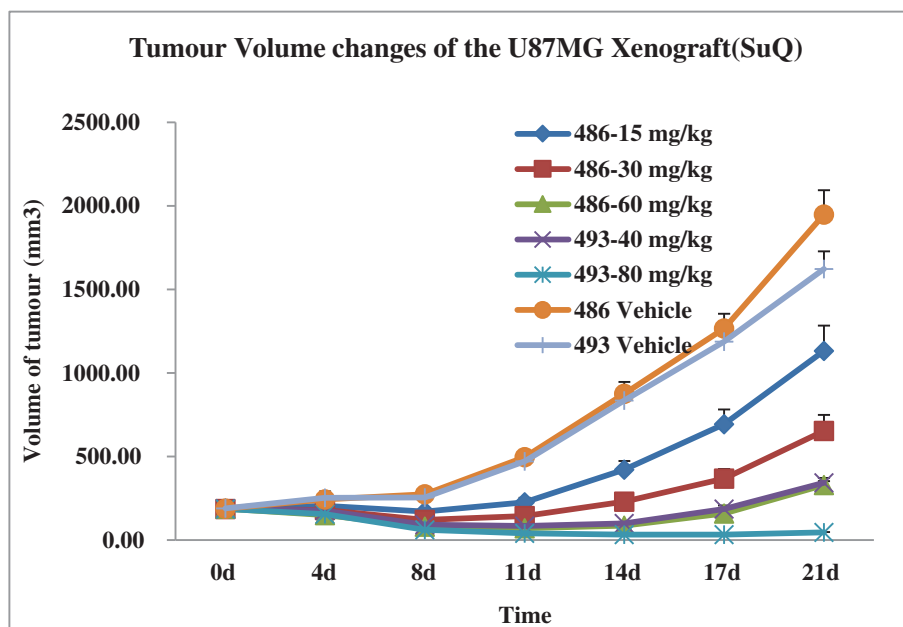 Tumour Volume changes of the U87MG Xenograft(SuQ)
2500.00
2000.00
1500.00
1000.00
500.00
0.00
Volume of tumour (mm3)
486-15 mg/kg
486-30 mg/kg
486-60 mg/kg
493-40 mg/kg
493-80 mg/kg
486 Vehicle
493 Vehicle
0d 4d 8d 11d 14d 17d 21d
Time